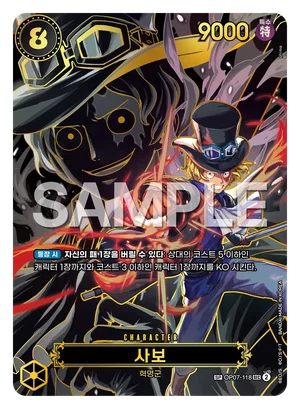 8
9000
특수
特
SAMPLE
등장 시 자신의 패 1장을 버릴 수 있다: 상대의 코스트 5 이하인
캐릭터 1장까지와 코스트 3 이하인 캐릭터 1장까지를 KO 시킨다.
CHARACTER
사보
혁명군
SP OP07-118 SEC